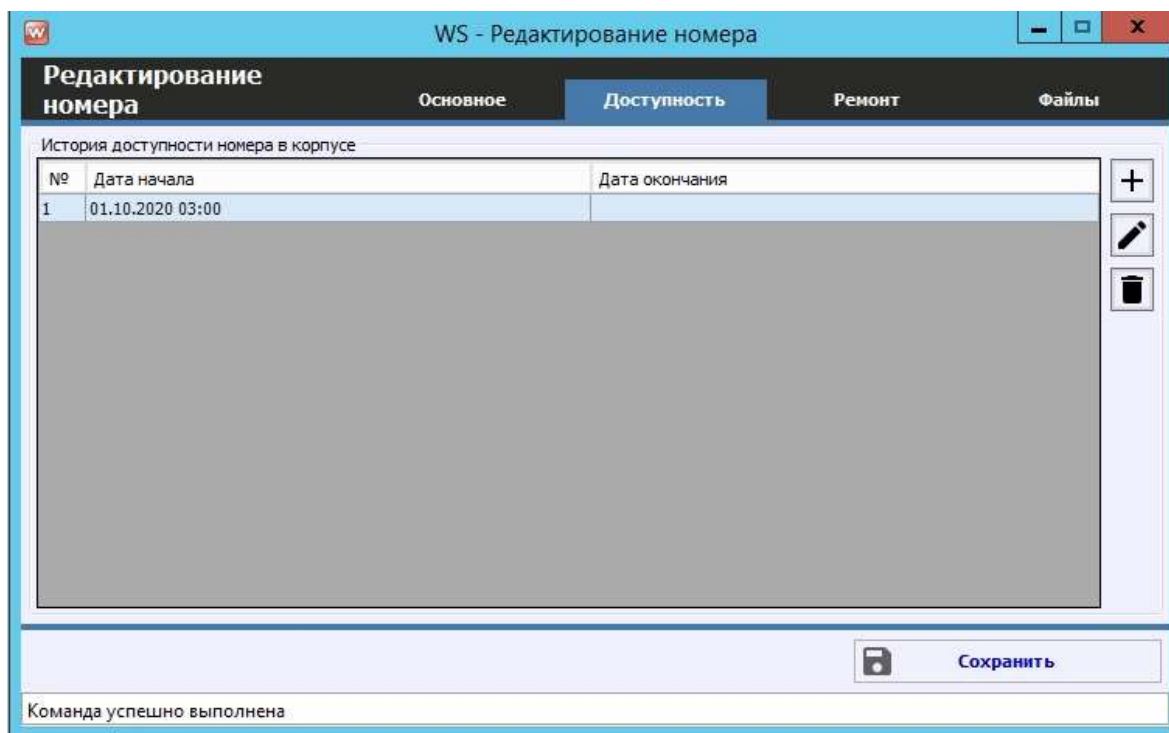 WS - Редактирование номера
Редактирование
номера
Основное
Доступность
Ремонт
Файлы
История доступности номера в корпусе
№ Дата начала Дата окончания
1 01.10.2020 03:00
Сохранить
Команда успешно выполнена